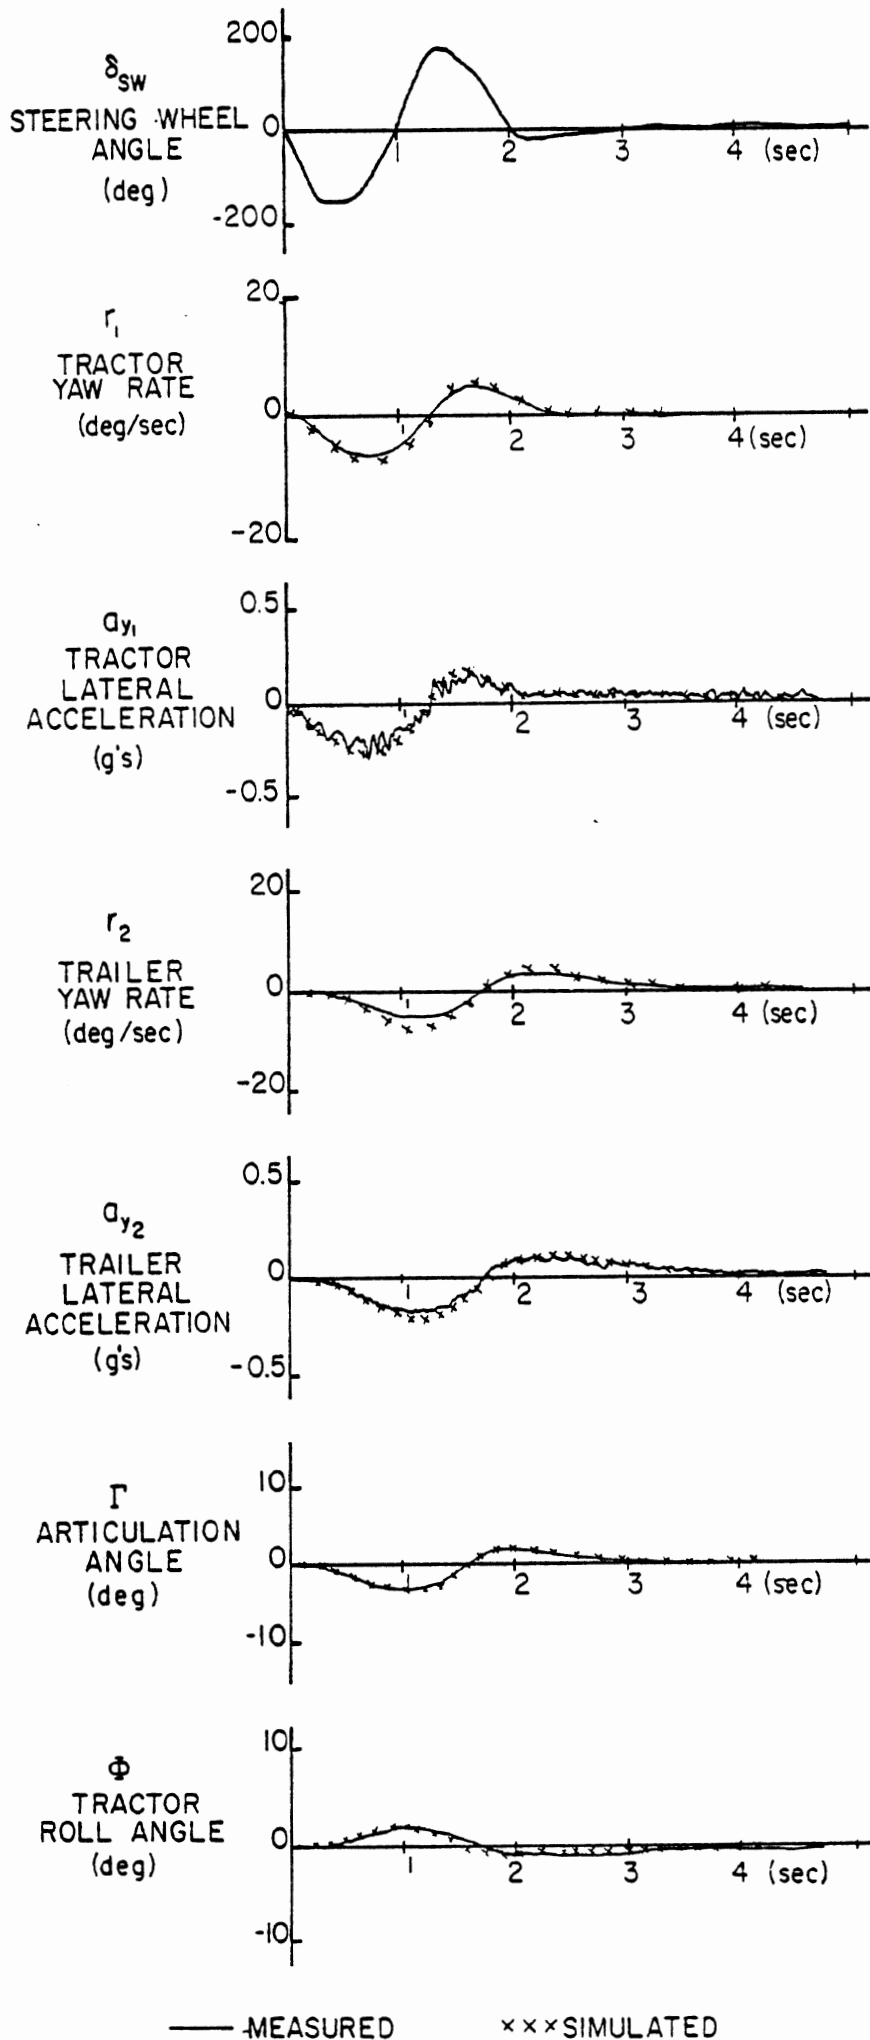 200
δSW
STEERING WHEEL
ANGLE
(deg)
0
-200
1 2 3 4 (sec)
20
r1
TRACTOR
YAW RATE
(deg/sec)
0
-20
1 2 3 4 (sec)
0.5
ay1
TRACTOR
LATERAL
ACCELERATION
(g's)
0
-0.5
1 2 3 4 (sec)
20
r2
TRAILER
YAW RATE
(deg/sec)
0
-20
1 2 3 4 (sec)
0.5
ay2
TRAILER
LATERAL
ACCELERATION
(g's)
0
-0.5
1 2 3 4 (sec)
10
Γ
ARTICULATION
ANGLE
(deg)
0
-10
1 2 3 4 (sec)
10
Φ
TRACTOR
ROLL ANGLE
(deg)
0
-10
1 2 3 4 (sec)
MEASURED x x x SIMULATED